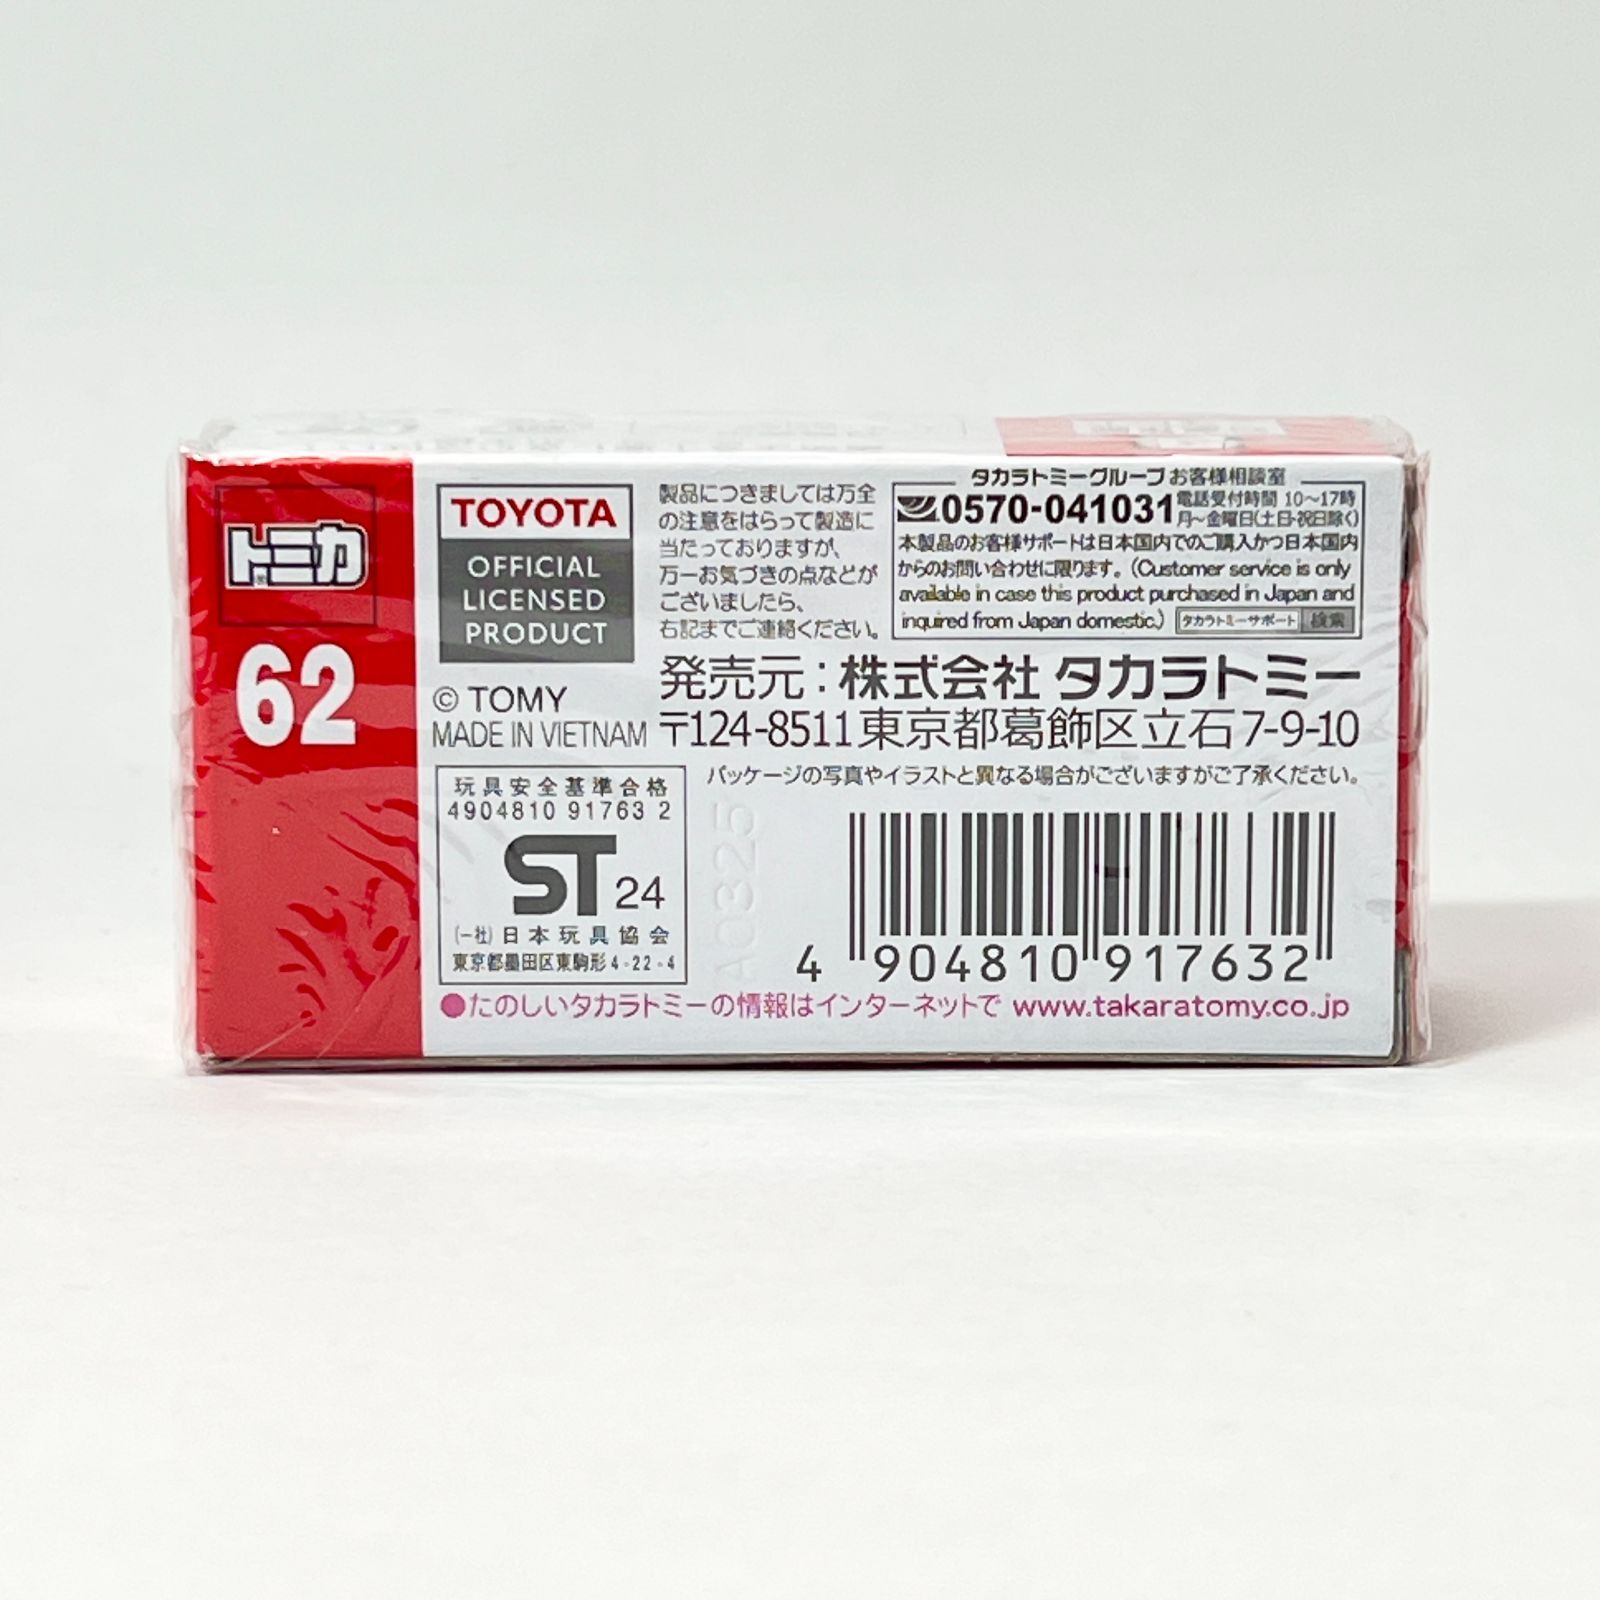 トミカ
62
TOYOTA
OFFICIAL
LICENSED
PRODUCT
© TOMY
MADE IN VIETNAM
製品につきましては万全
の注意をはらって製造に
当たっておりますが、
万一お気づきの点などが
ございましたら、
右記までご連絡ください。
タカラトミーグループお客様相談室
0570-041031
電話受付時間 10〜17時
月〜金曜日(土日・祝日除く)
本製品のお客様サポートは日本国内でのご購入かつ日本国内
からのお問い合わせに限ります。(Customer service is only
available in case this product purchased in Japan and
inquired from Japan domestic.) タカラトミーサポート 検索
発売元：株式会社 タカラトミー
〒124-8511 東京都葛飾区立石7-9-10
パッケージの写真やイラストと異なる場合がございますがご了承ください。
玩具安全基準合格
4904810 91763 2
ST 24
(一社)日本玩具協会
東京都墨田区東駒形4-22-4
A0325
4 904810 917632
●たのしいタカラトミーの情報はインターネットで www.takaratomy.co.jp